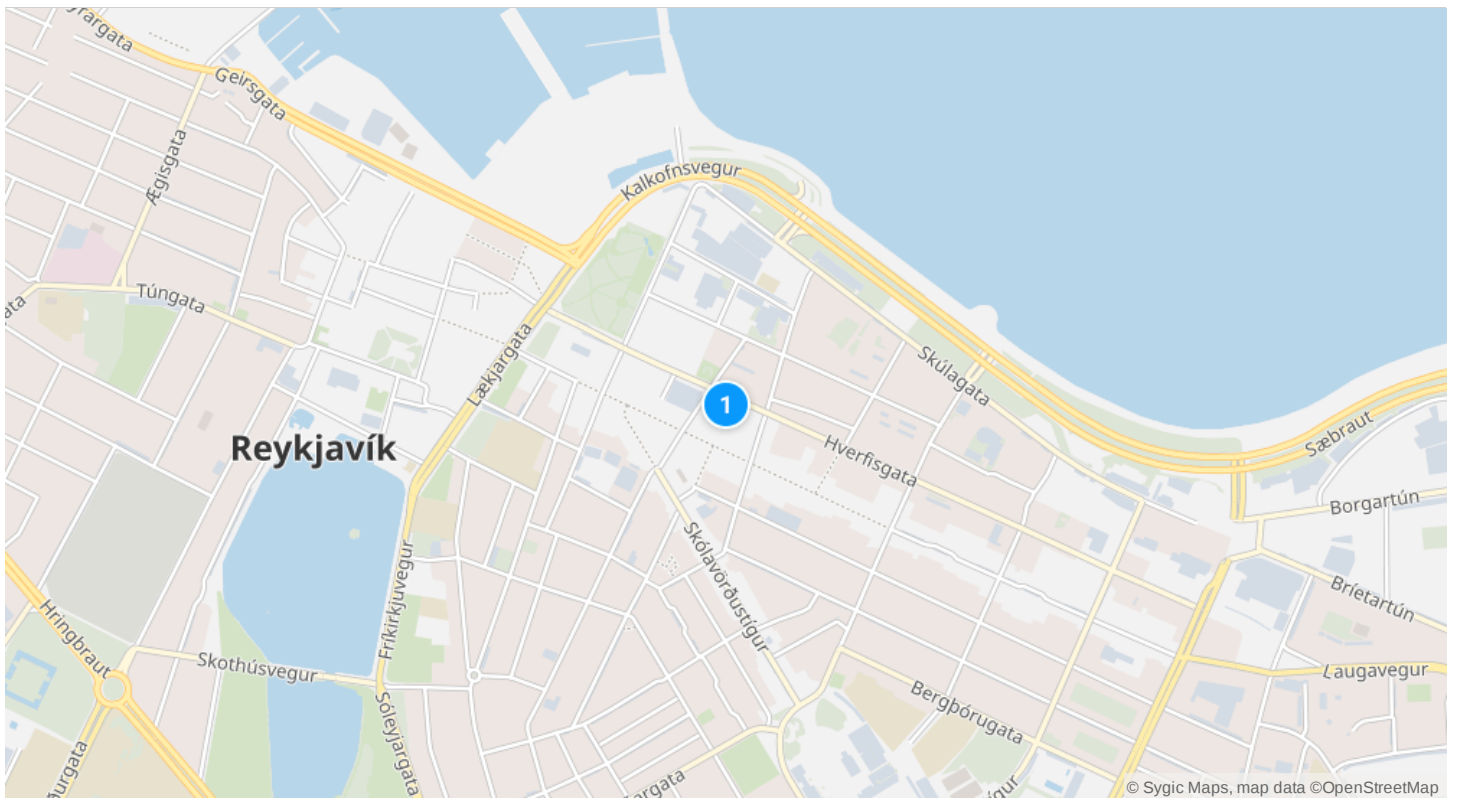 Geirsgata
Ægisgata
Kalkofnsvegur
Túngata
Lækjargata
Skúlagata
1
Reykjavík
Hverfisgata
Sæbraut
Borgartún
Skólavörðustígur
Fríkirkjuvegur
Bríetartún
Hringbraut
Skothúsvegur
Laugavegur
Bergþórugata
Sóleyjargata
© Sygic Maps, map data ©OpenStreetMap